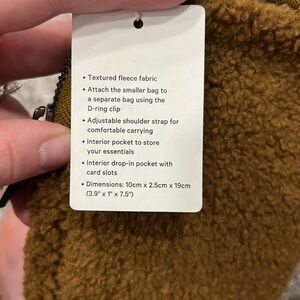 • Textured fleece fabric
• Attach the smaller bag to
a separate bag using the
D-ring clip
• Adjustable shoulder strap for
comfortable carrying
• Interior pocket to store
your essentials
• Interior drop-in pocket with
card slots
• Dimensions: 10cm x 2.5cm x 19cm
(3.9" x 1" x 7.5")